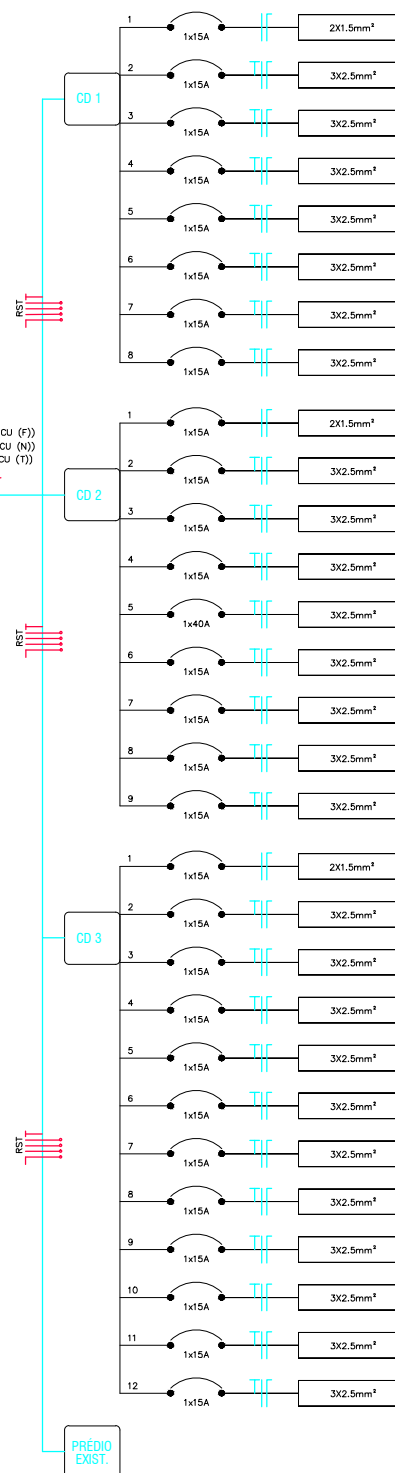 1
1x15A
2X1.5mm²
CD 1
2
1x15A
3X2.5mm²
3
1x15A
3X2.5mm²
4
1x15A
3X2.5mm²
5
1x15A
3X2.5mm²
6
1x15A
3X2.5mm²
RST
7
1x15A
3X2.5mm²
8
1x15A
3X2.5mm²
CU (F))
CU (N))
CU (T))
1
1x15A
2X1.5mm²
CD 2
2
1x15A
3X2.5mm²
3
1x15A
3X2.5mm²
4
1x15A
3X2.5mm²
5
1x40A
3X2.5mm²
RST
6
1x15A
3X2.5mm²
7
1x15A
3X2.5mm²
8
1x15A
3X2.5mm²
9
1x15A
3X2.5mm²
1
1x15A
2X1.5mm²
CD 3
2
1x15A
3X2.5mm²
3
1x15A
3X2.5mm²
4
1x15A
3X2.5mm²
5
1x15A
3X2.5mm²
6
1x15A
3X2.5mm²
RST
7
1x15A
3X2.5mm²
8
1x15A
3X2.5mm²
9
1x15A
3X2.5mm²
10
1x15A
3X2.5mm²
11
1x15A
3X2.5mm²
12
1x15A
3X2.5mm²
PRÉDIO
EXIST.